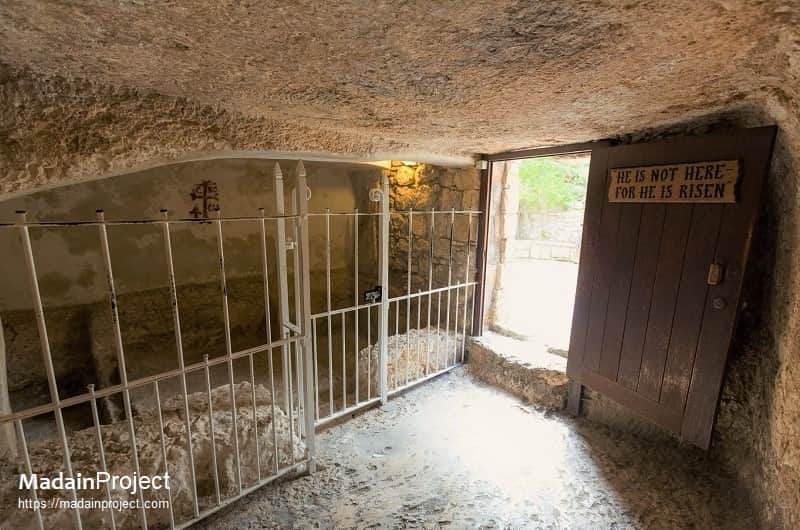 HE IS NOT HERE-
FOR HE IS RISEN
MadainProject
https://madainproject.com